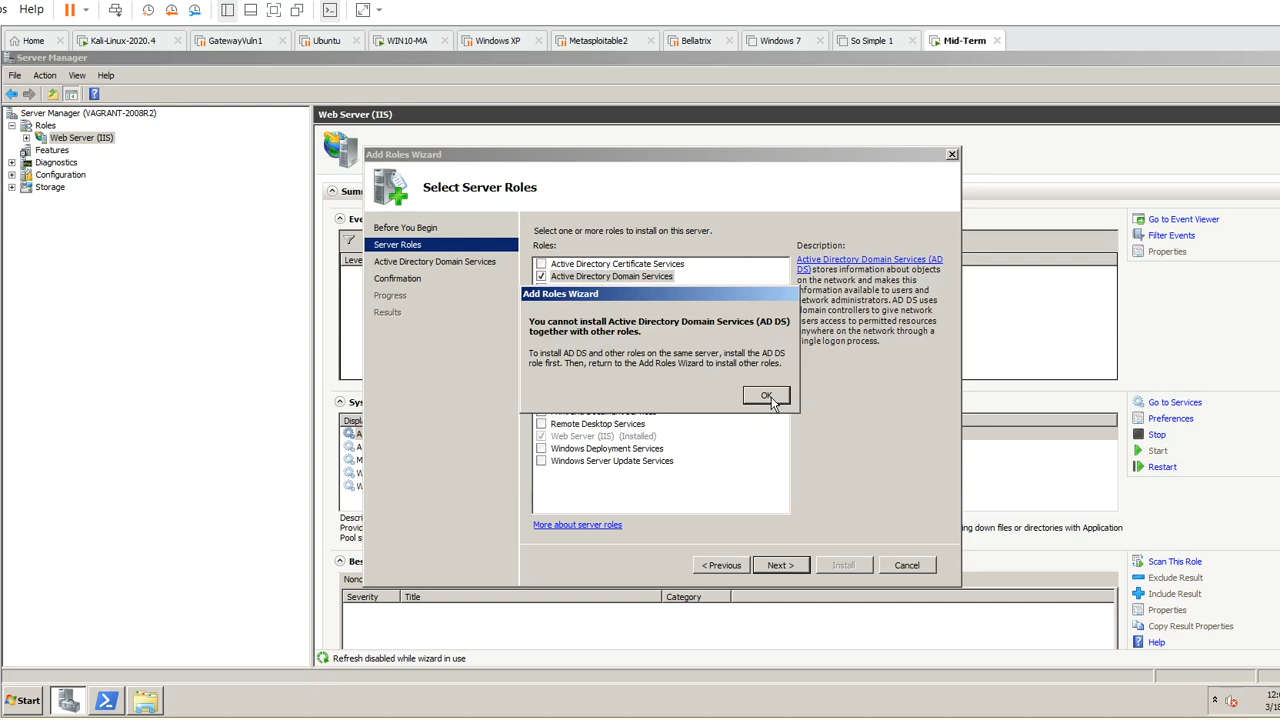 Help
Home
Kali-Linux-2020.4
GatewayVuln1
Ubuntu
WIN10-MA
Windows XP
Metasploitable2
Bellatrix
Windows 7
So Simple 1
Mid-Term
Server Manager
File
Action
View
Help
Server Manager (VAGRANT-2008R2)
Roles
Web Server (IIS)
Features
Diagnostics
Configuration
Storage
Web Server (IIS)
Add Roles Wizard
Select Server Roles
Before You Begin
Server Roles
Active Directory Domain Services
Confirmation
Progress
Results
Select one or more roles to install on this server.
Roles:
Active Directory Certificate Services
Active Directory Domain Services
Add Roles Wizard
You cannot install Active Directory Domain Services (AD DS)
together with other roles.
To install AD DS and other roles on the same server, install the AD DS
role first. Then, return to the Add Roles Wizard to install other roles.
OK
Remote Desktop Services
Web Server (IIS) (Installed)
Windows Deployment Services
Windows Server Update Services
More about server roles
Description:
Active Directory Domain Services (AD
DS) stores information about objects
on the network and makes this
information available to users and
network administrators. AD DS uses
domain controllers to give network
users access to permitted resources
anywhere on the network through a
single logon process.
< Previous
Next >
Install
Cancel
Go to Event Viewer
Filter Events
Properties
Go to Services
Preferences
Stop
Start
Restart
ing down files or directories with Application
Scan This Role
Exclude Result
Include Result
Properties
Copy Result Properties
Help
Severity
Title
Category
Refresh disabled while wizard in use
Start